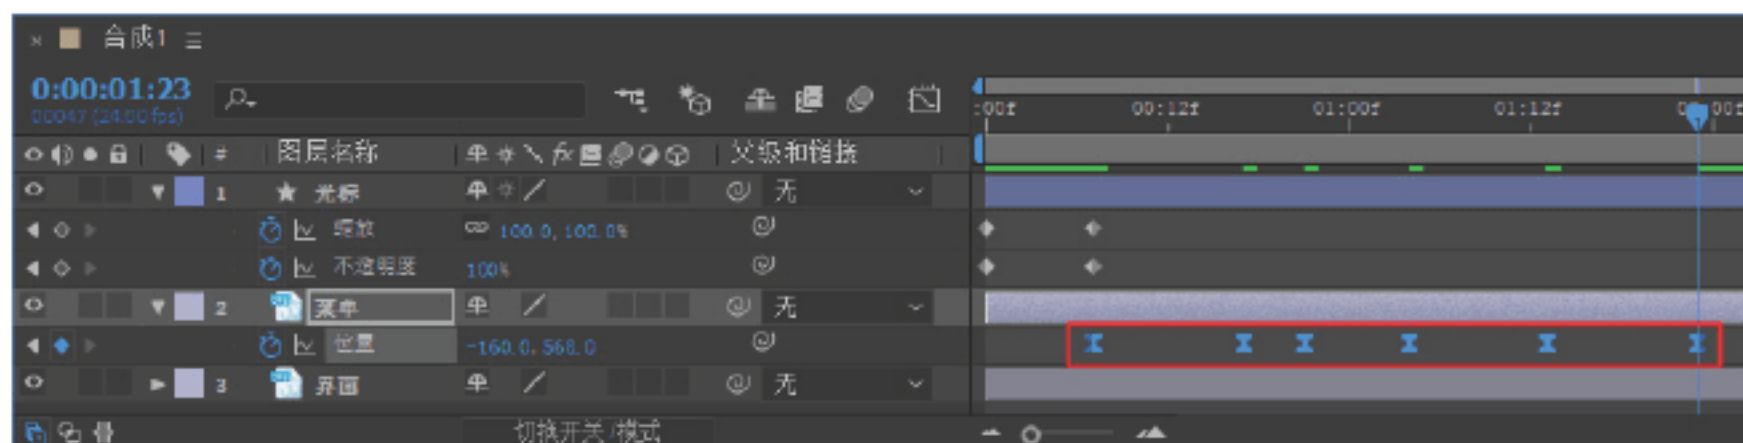 合成1
0:00:01:23
00047 (24.00 fps)
:00f 00:12f 01:00f 01:12f 00f
# 图层名称 fx 父级和链接
1 光标 无
缩放 100.0, 100.0%
不透明度 100%
2 菜单 无
位置 -160.0, 568.0
3 界面 无
切换开关/模式